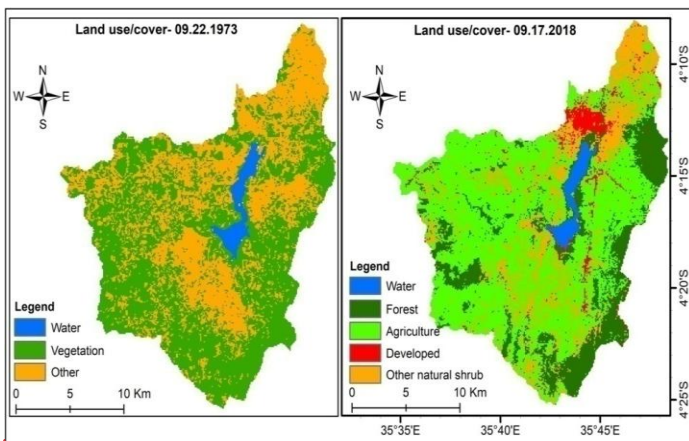 Land use/cover- 09.22.1973
N
W E
S
Legend
Water
Vegetation
Other
0 10 Km
Land use/cover- 09.17.2018
N
W E
S
Legend
Water
Forest
Agriculture
Developed
Other natural shrub
0 10 Km
4°10'S
4°15'S
4°20'S
4°25'S
35°35'E 35°40'E 35°45'E